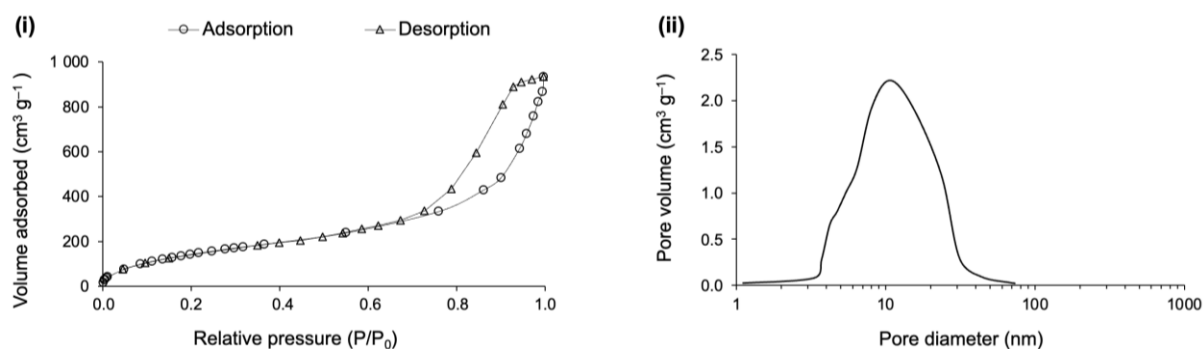 (i)
Adsorption Desorption
1 000
800
600
400
200
0
Volume adsorbed (cm³ g⁻¹)
0.0 0.2 0.4 0.6 0.8 1.0
Relative pressure (P/P₀)
(ii)
2.5
2.0
1.5
1.0
0.5
0.0
Pore volume (cm³ g⁻¹)
1 10 100 1000
Pore diameter (nm)